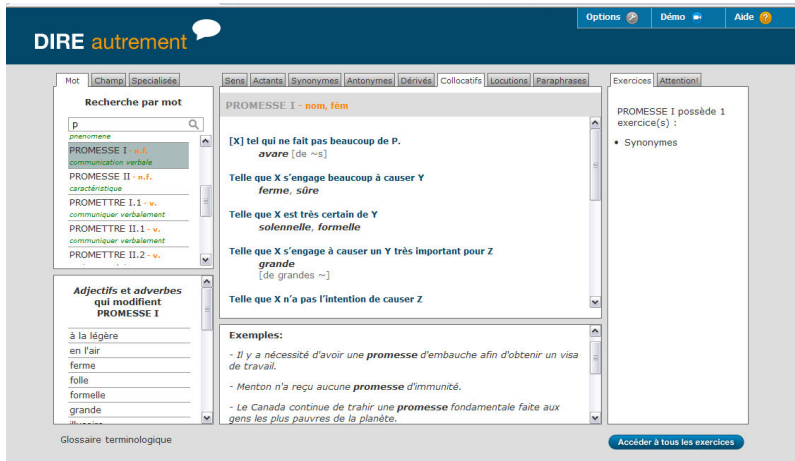 Options
Démo
Aide
DIRE autrement
Mot
Champ
Specialisée
Recherche par mot
p
phenomene
PROMESSE I - n.f.
communication verbale
PROMESSE II - n.f.
caractéristique
PROMETTRE I.1 - v.
communiquer verbalement
PROMETTRE II.1 - v.
communiquer verbalement
PROMETTRE II.2 - v.
Adjectifs et adverbes
qui modifient
PROMESSE I
à la légère
en l'air
ferme
folle
formelle
grande
Glossaire terminologique
Sens
Actants
Synonymes
Antonymes
Dérivés
Collocatifs
Locutions
Paraphrases
PROMESSE I - nom, fém
[X] tel qui ne fait pas beaucoup de P.
avare [de ~s]
Telle que X s'engage beaucoup à causer Y
ferme, sûre
Telle que X est très certain de Y
solennelle, formelle
Telle que X s'engage à causer un Y très important pour Z
grande
[de grandes ~]
Telle que X n'a pas l'intention de causer Z
Exemples:
- Il y a nécessité d'avoir une promesse d'embauche afin d'obtenir un visa
de travail.
- Menton n'a reçu aucune promesse d'immunité.
- Le Canada continue de trahir une promesse fondamentale faite aux
gens les plus pauvres de la planète.
Exercices
Attention!
PROMESSE I possède 1
exercice(s) :
• Synonymes
Accéder à tous les exercices